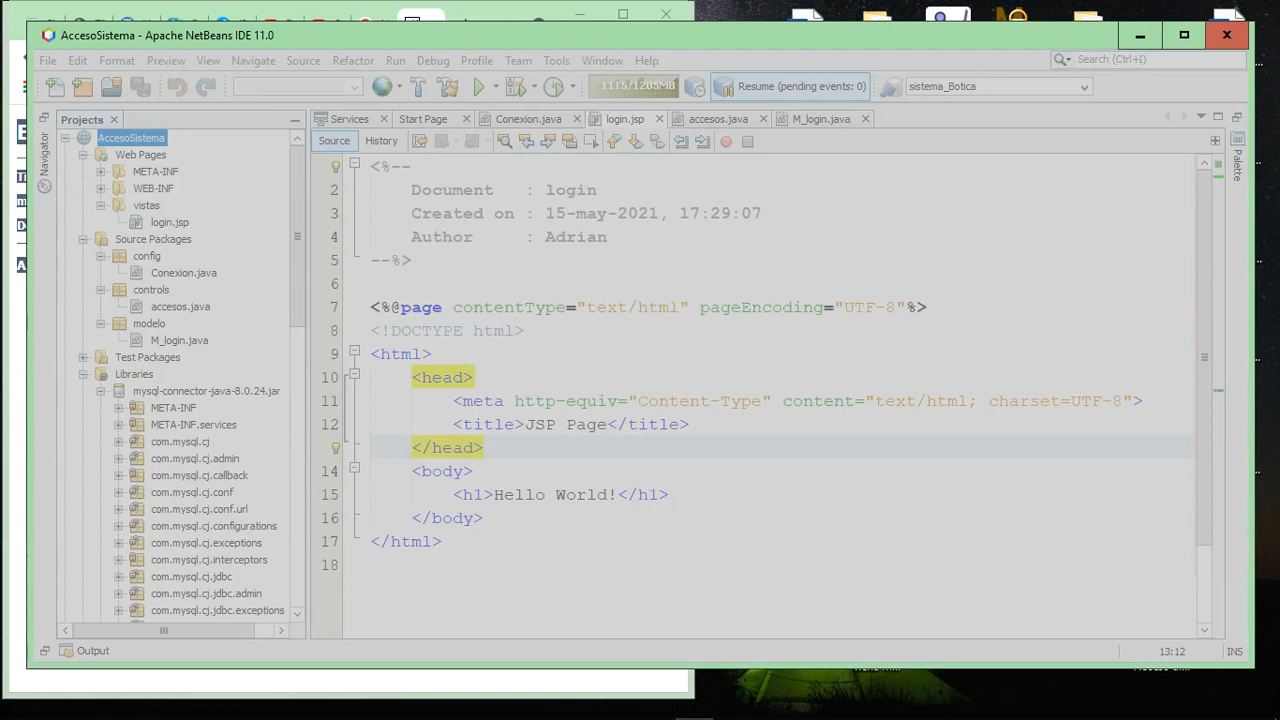 AccesoSistema - Apache NetBeans IDE 11.0
File Edit Format Preview View Navigate Source Refactor Run Debug Profile Team Tools Window Help
Search (Ctrl+I)
Resume (pending events: 0)
sistema_Botica
Projects
Services Start Page Conexion.java login.jsp accesos.java M_login.java
Source History
Navigator
Palette
AccesoSistema
Web Pages
META-INF
WEB-INF
vistas
login.jsp
Source Packages
config
Conexion.java
controls
accesos.java
modelo
M_login.java
Test Packages
Libraries
mysql-connector-java-8.0.24.jar
META-INF
META-INF.services
com.mysql.cj
com.mysql.cj.admin
com.mysql.cj.callback
com.mysql.cj.conf
com.mysql.cj.conf.url
com.mysql.cj.configurations
com.mysql.cj.exceptions
com.mysql.cj.interceptors
com.mysql.cj.jdbc
com.mysql.cj.jdbc.admin
com.mysql.cj.jdbc.exceptions
<%--
2 Document : login
3 Created on : 15-may-2021, 17:29:07
4 Author : Adrian
5 --%>
6
7 <%@page contentType="text/html" pageEncoding="UTF-8"%>
8 <!DOCTYPE html>
9 <html>
10 <head>
11 <meta http-equiv="Content-Type" content="text/html; charset=UTF-8">
12 <title>JSP Page</title>
</head>
14 <body>
15 <h1>Hello World!</h1>
16 </body>
17 </html>
18
Output
13:12 INS